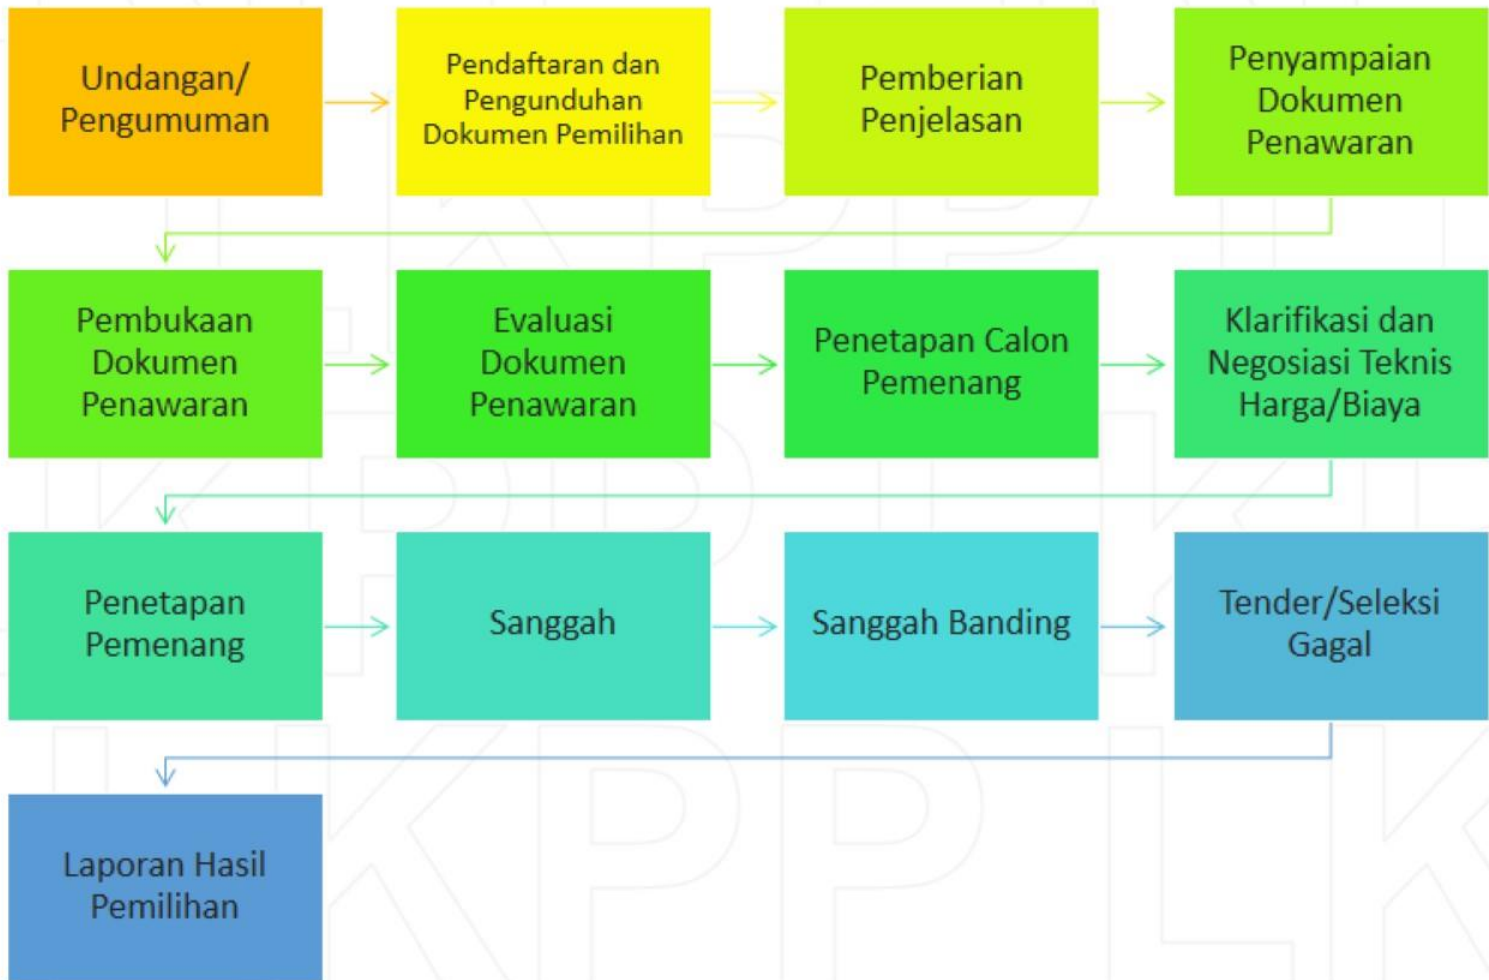 Undangan/
Pengumuman
Pendaftaran dan
Pengunduhan
Dokumen Pemilihan
Pemberian
Penjelasan
Penyampaian
Dokumen
Penawaran
Pembukaan
Dokumen
Penawaran
Evaluasi
Dokumen
Penawaran
Penetapan Calon
Pemenang
Klarifikasi dan
Negosiasi Teknis
Harga/Biaya
Penetapan
Pemenang
Sanggah
Sanggah Banding
Tender/Seleksi
Gagal
Laporan Hasil
Pemilihan